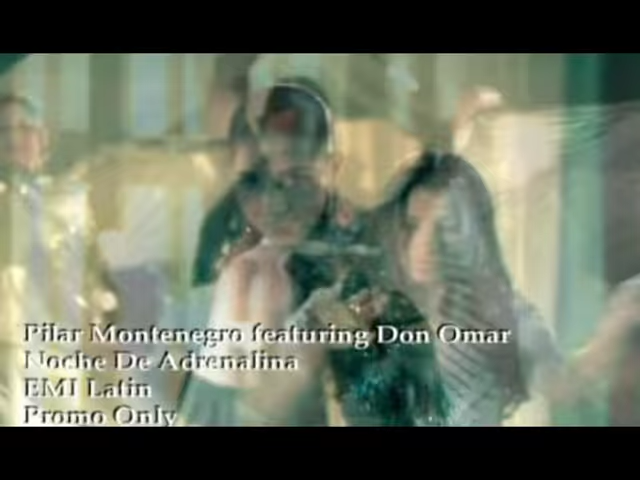 Pilar Montenegro featuring Don Omar
Noche De Adrenalina
EMI Latin
Promo Only